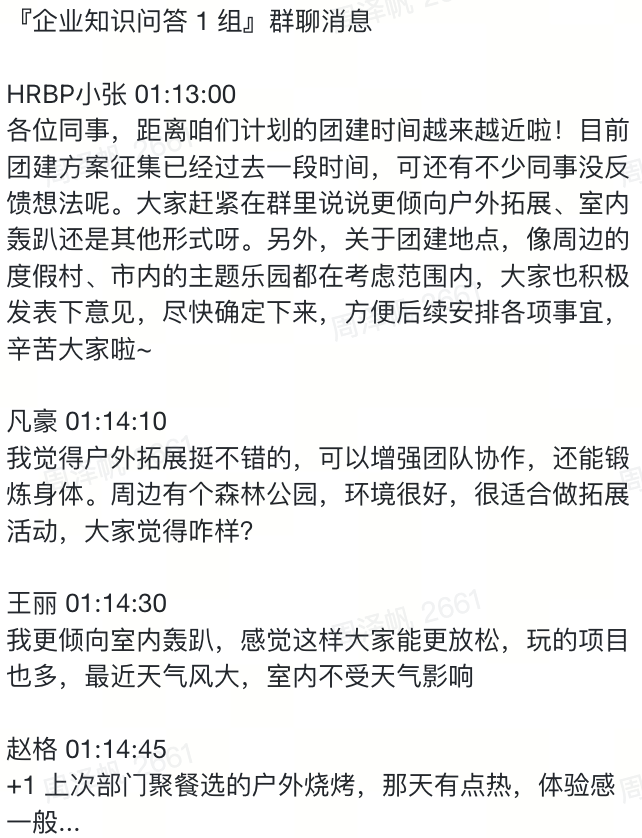 『企业知识问答 1 组』群聊消息
HRBP小张 01:13:00
各位同事，距离咱们计划的团建时间越来越近啦！目前
团建方案征集已经过去一段时间，可还有不少同事没反
馈想法呢。大家赶紧在群里说说更倾向户外拓展、室内
轰趴还是其他形式呀。另外，关于团建地点，像周边的
度假村、市内的主题乐园都在考虑范围内，大家也积极
发表下意见，尽快确定下来，方便后续安排各项事宜，
辛苦大家啦~
凡豪 01:14:10
我觉得户外拓展挺不错的，可以增强团队协作，还能锻
炼身体。周边有个森林公园，环境很好，很适合做拓展
活动，大家觉得咋样？
王丽 01:14:30
我更倾向室内轰趴，感觉这样大家能更放松，玩的项目
也多，最近天气风大，室内不受天气影响
赵格 01:14:45
+1 上次部门聚餐选的户外烧烤，那天有点热，体验感
一般...
周泽帆 2661